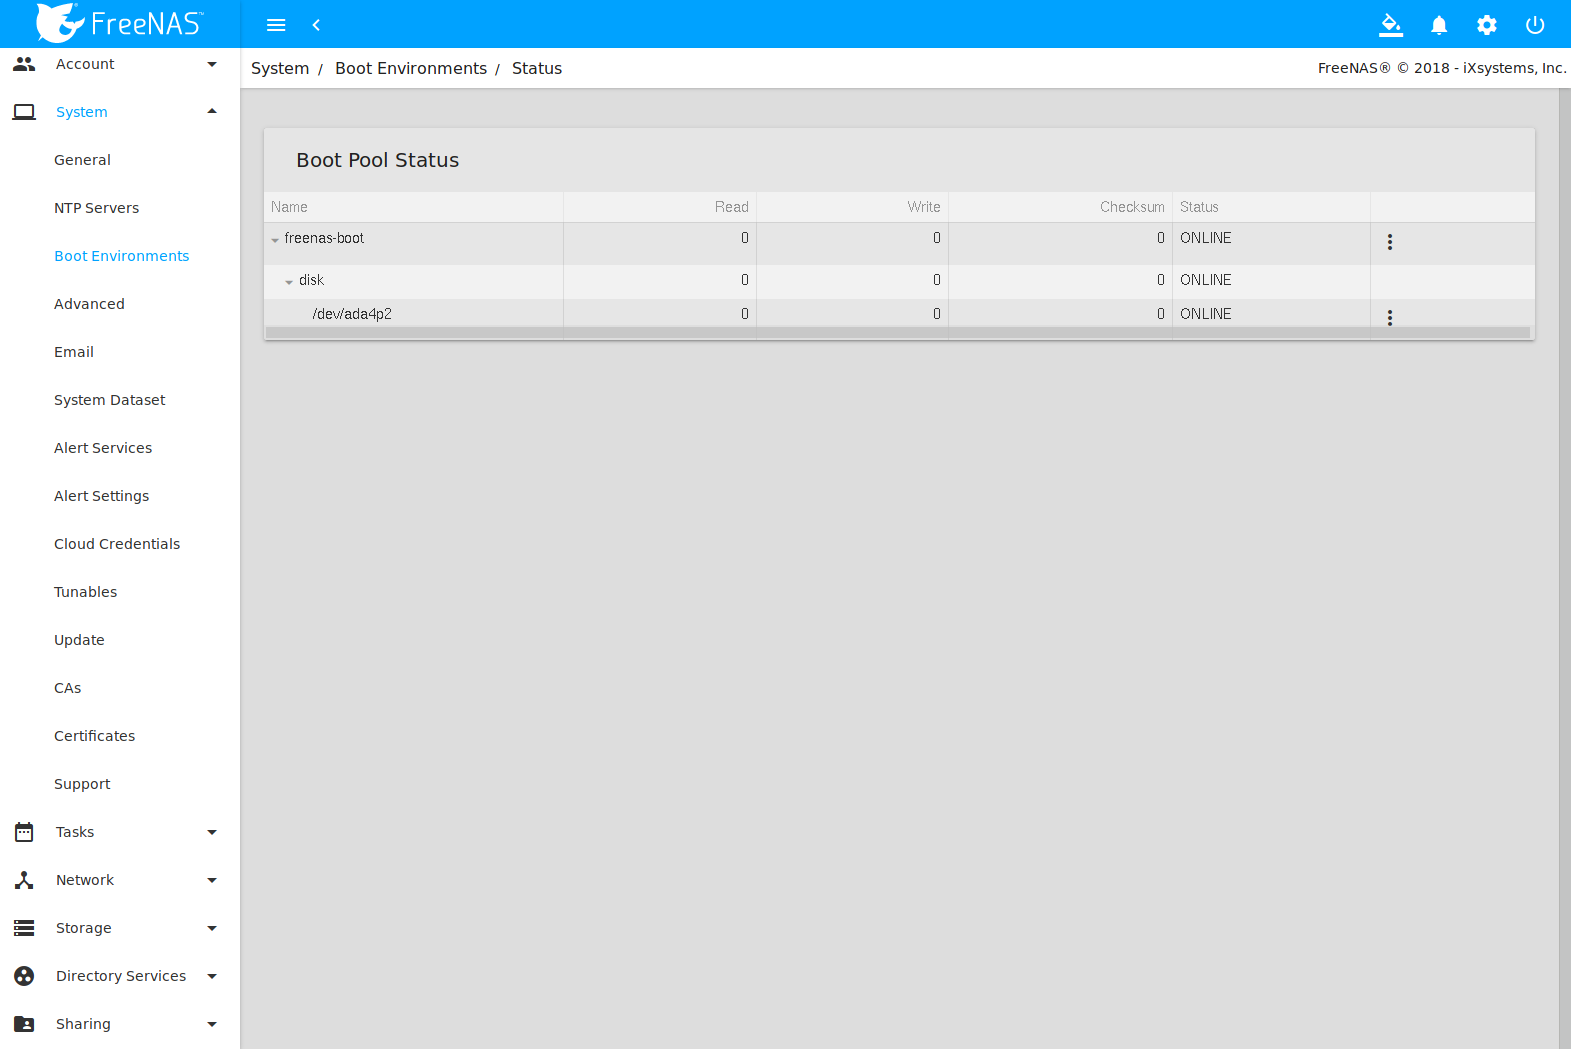 FreeNAS™
System / Boot Environments / Status
FreeNAS® © 2018 - iXsystems, Inc.
Account
System
General
NTP Servers
Boot Environments
Advanced
Email
System Dataset
Alert Services
Alert Settings
Cloud Credentials
Tunables
Update
CAs
Certificates
Support
Tasks
Network
Storage
Directory Services
Sharing
Boot Pool Status
Name Read Write Checksum Status
freenas-boot 0 0 0 ONLINE
disk 0 0 0 ONLINE
/dev/ada4p2 0 0 0 ONLINE